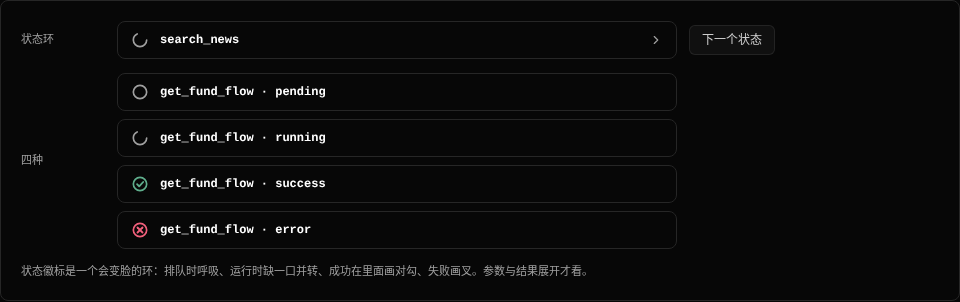 状态环
search_news
下一个状态
get_fund_flow · pending
get_fund_flow · running
四种
get_fund_flow · success
get_fund_flow · error
状态徽标是一个会变脸的环：排队时呼吸、运行时缺一口并转、成功在里面画对勾、失败画叉。参数与结果展开才看。